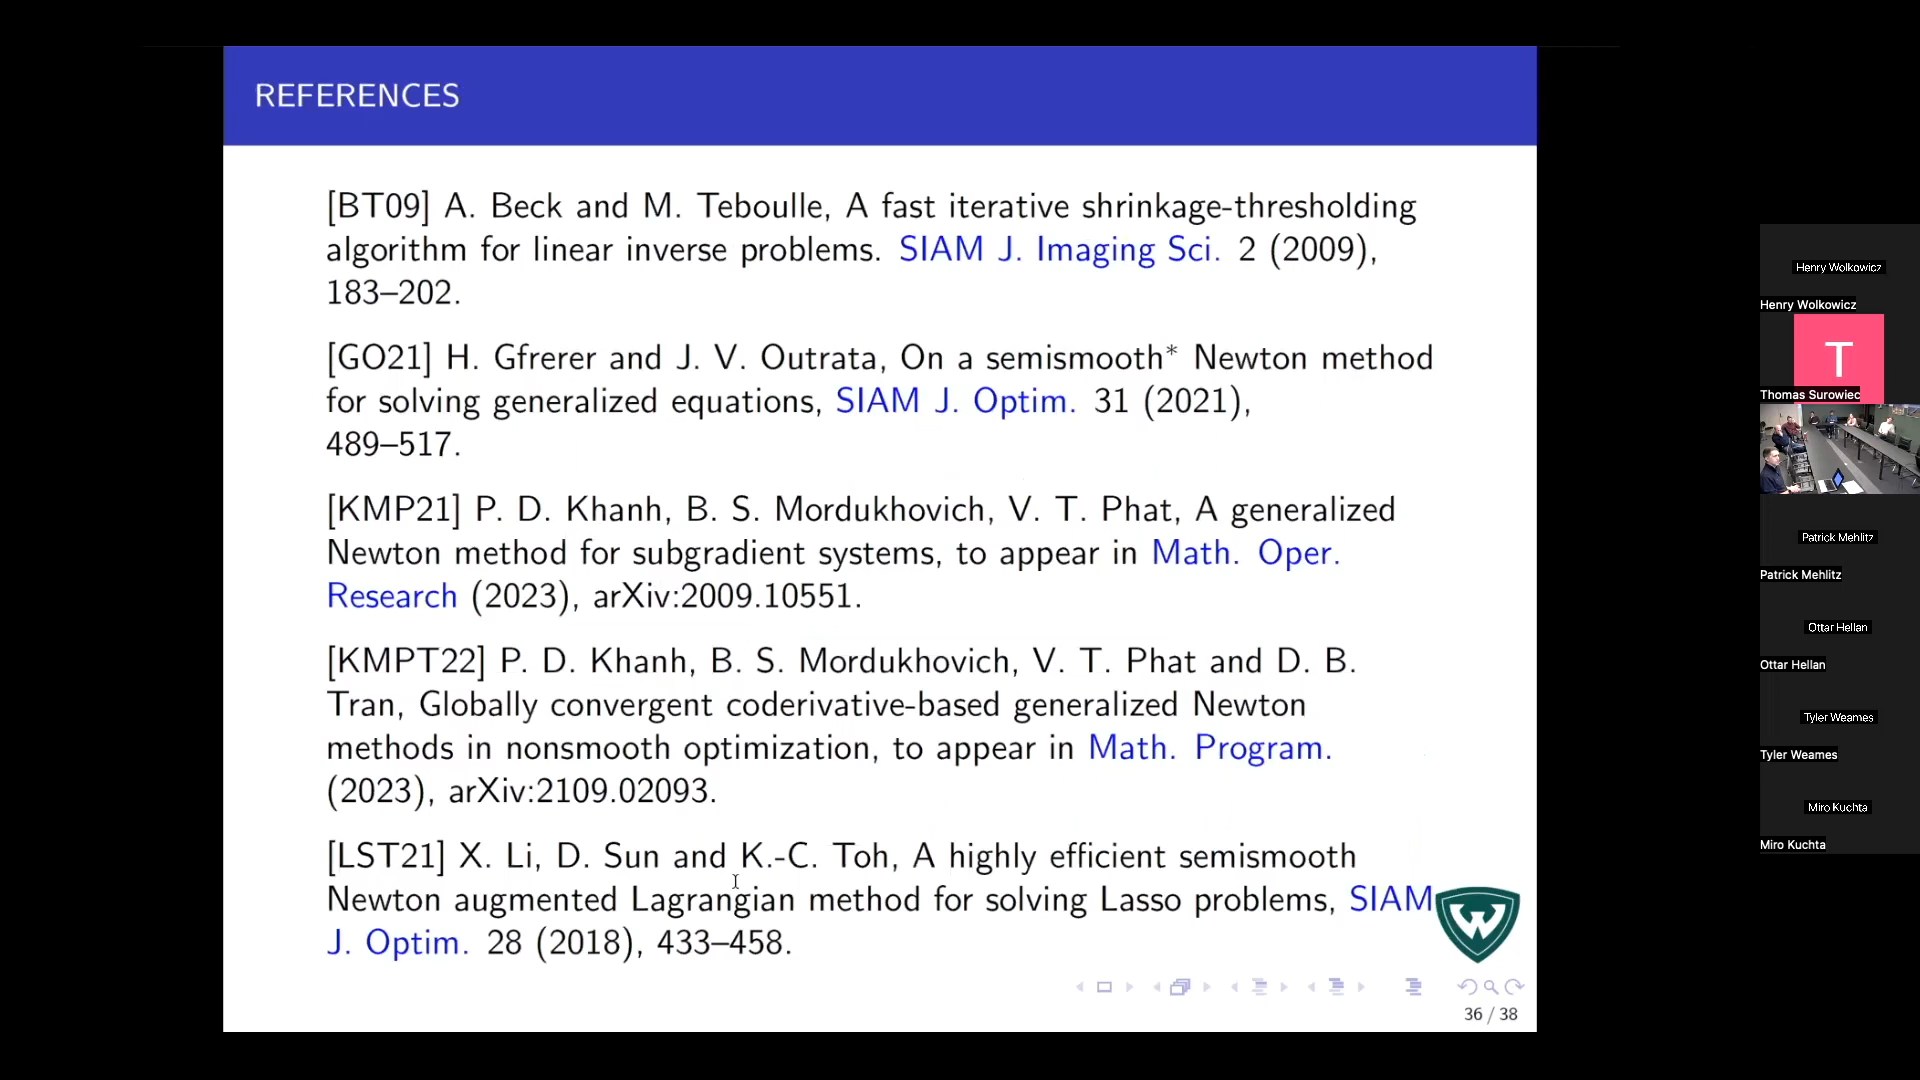 REFERENCES
[BT09] A. Beck and M. Teboulle, A fast iterative shrinkage-thresholding
algorithm for linear inverse problems. SIAM J. Imaging Sci. 2 (2009),
183–202.
[GO21] H. Gfrerer and J. V. Outrata, On a semismooth* Newton method
for solving generalized equations, SIAM J. Optim. 31 (2021),
489–517.
[KMP21] P. D. Khanh, B. S. Mordukhovich, V. T. Phat, A generalized
Newton method for subgradient systems, to appear in Math. Oper.
Research (2023), arXiv:2009.10551.
[KMPT22] P. D. Khanh, B. S. Mordukhovich, V. T. Phat and D. B.
Tran, Globally convergent coderivative-based generalized Newton
methods in nonsmooth optimization, to appear in Math. Program.
(2023), arXiv:2109.02093.
[LST21] X. Li, D. Sun and K.-C. Toh, A highly efficient semismooth
Newton augmented Lagrangian method for solving Lasso problems, SIAM
J. Optim. 28 (2018), 433–458.
W
36 / 38
Henry Wolkowicz
Henry Wolkowicz
T
Thomas Surowiec
Patrick Mehlitz
Patrick Mehlitz
Ottar Hellan
Ottar Hellan
Tyler Weames
Tyler Weames
Miro Kuchta
Miro Kuchta